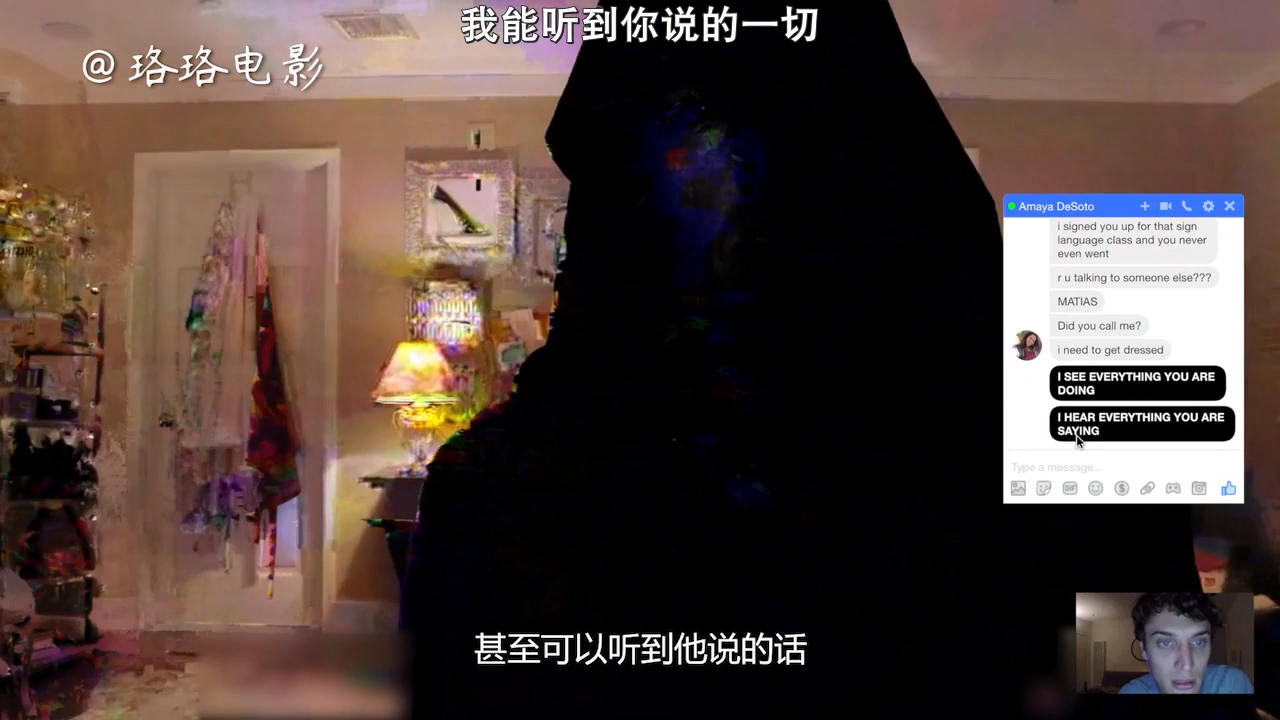 我能听到你说的一切
@珞珞电影
Amaya DeSoto
i signed you up for that sign
language class and you never
even went
r u talking to someone else???
MATIAS
Did you call me?
i need to get dressed
I SEE EVERYTHING YOU ARE
DOING
I HEAR EVERYTHING YOU ARE
SAYING
Type a message...
GIF
$
甚至可以听到他说的话